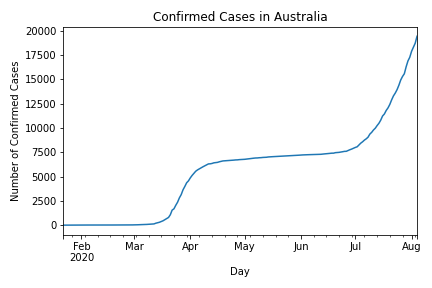 Confirmed Cases in Australia
Number of Confirmed Cases
20000
17500
15000
12500
10000
7500
5000
2500
0
Feb
2020
Mar
Apr
May
Jun
Jul
Aug
Day